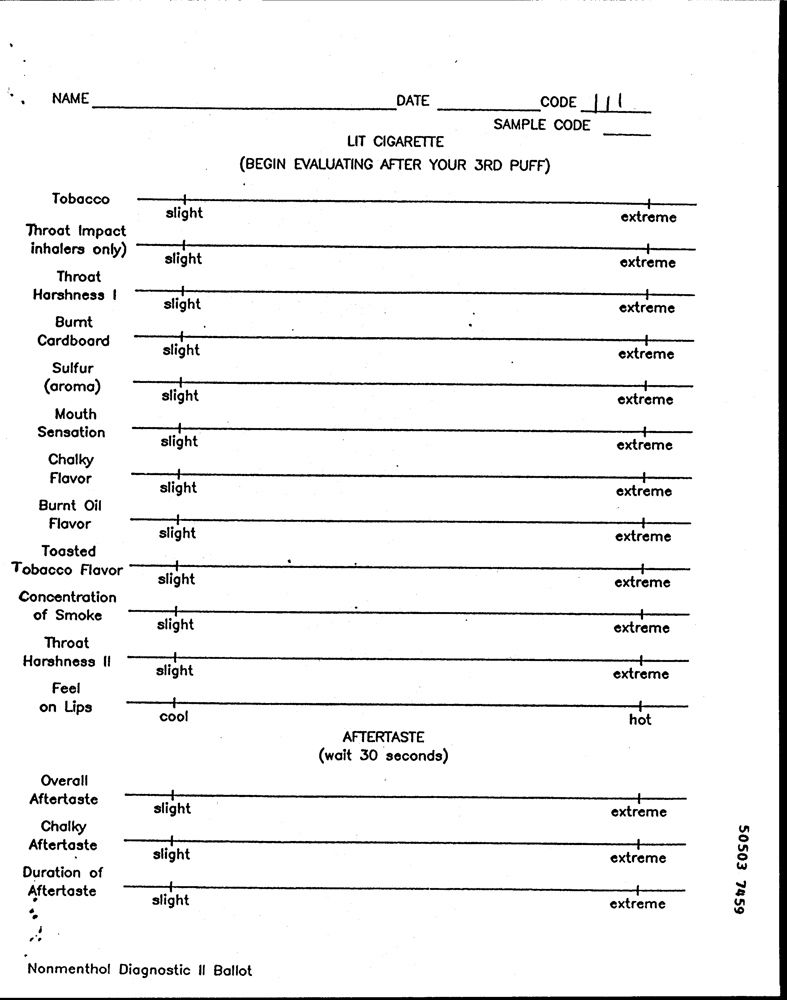 NAME DATE CODE 111
SAMPLE CODE
LIT CIGARETTE
(BEGIN EVALUATING AFTER YOUR 3RD PUFF)
Tobacco
slight extreme
Throat Impact
inhalers only)
slight extreme
Throat
Harshness I
slight extreme
Burnt
Cardboard
slight extreme
Sulfur
(aroma)
slight extreme
Mouth
Sensation
slight extreme
Chalky
Flavor
slight extreme
Burnt Oil
Flavor
slight extreme
Toasted
Tobacco Flavor
slight extreme
Concentration
of Smoke
slight extreme
Throat
Harshness II
slight extreme
Feel
on Lips
cool hot
AFTERTASTE
(wait 30 seconds)
Overall
Aftertaste
slight extreme
Chalky
Aftertaste
slight extreme
Duration of
Aftertaste
slight extreme
Nonmenthol Diagnostic II Ballot
50503 7459